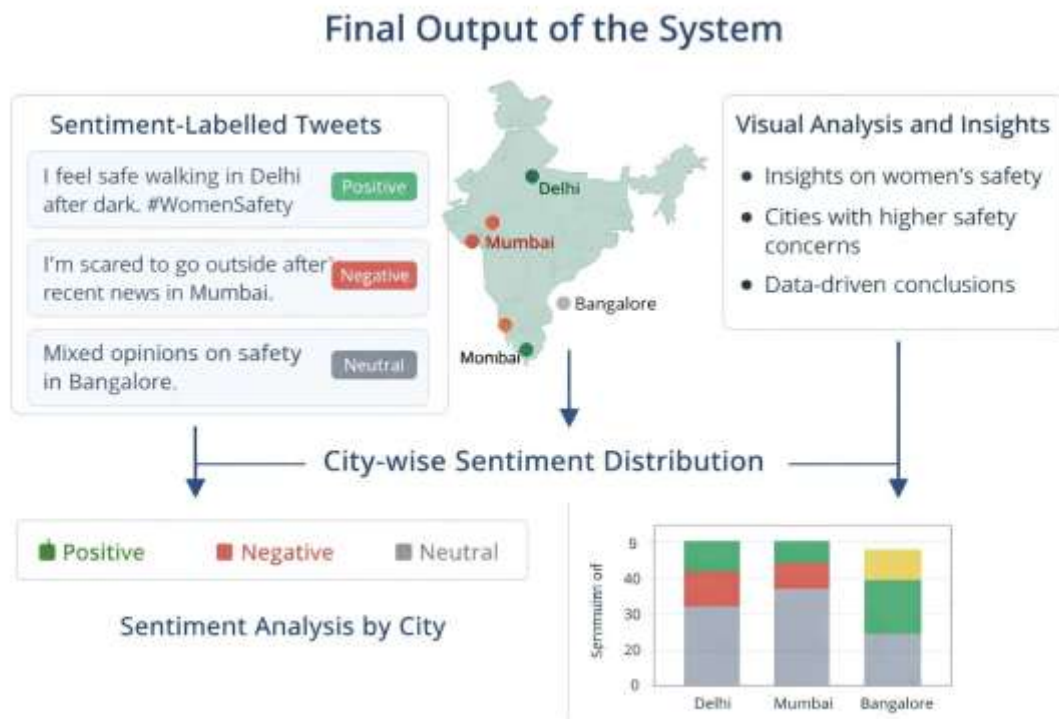 Final Output of the System
Sentiment-Labelled Tweets
I feel safe walking in Delhi
after dark. #WomenSafety
Positive
I'm scared to go outside after'
recent news in Mumbai.
Negative
Mixed opinions on safety
in Bangalore.
Neutral
Delhi
Mumbai
Bangalore
Mombai
Visual Analysis and Insights
• Insights on women's safety
• Cities with higher safety
concerns
• Data-driven conclusions
City-wise Sentiment Distribution
Positive
Negative
Neutral
Sentiment Analysis by City
40
30
20
0
Delhi
Mumbai
Bangalore